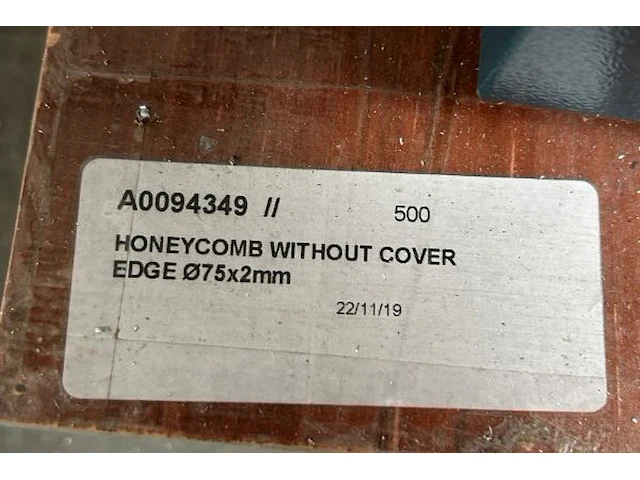 A0094349 // 500
HONEYCOMB WITHOUT COVER
EDGE Ø75x2mm
22/11/19